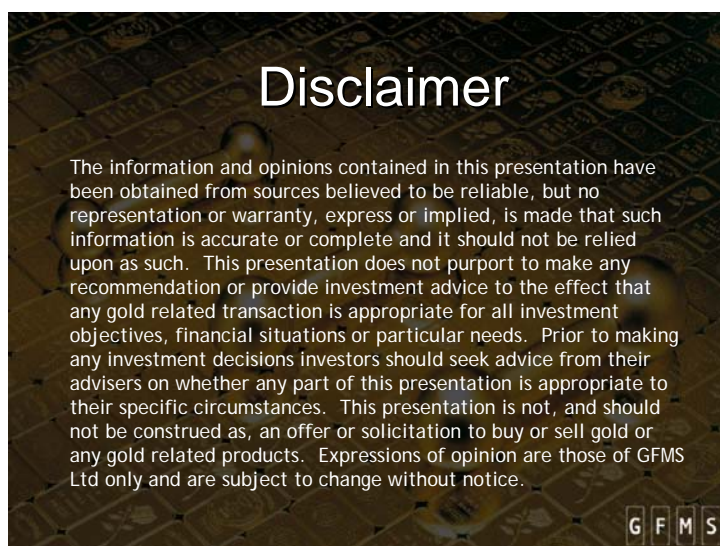 Disclaimer
The information and opinions contained in this presentation have
been obtained from sources believed to be reliable, but no
representation or warranty, express or implied, is made that such
information is accurate or complete and it should not be relied
upon as such.  This presentation does not purport to make any
recommendation or provide investment advice to the effect that
any gold related transaction is appropriate for all investment
objectives, financial situations or particular needs.  Prior to making
any investment decisions investors should seek advice from their
advisers on whether any part of this presentation is appropriate to
their specific circumstances.  This presentation is not, and should
not be construed as, an offer or solicitation to buy or sell gold or
any gold related products.  Expressions of opinion are those of GFMS
Ltd only and are subject to change without notice.
GFMS